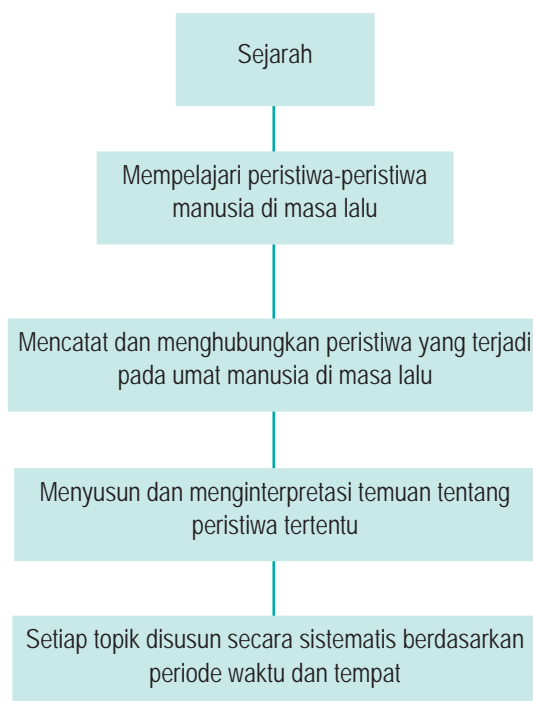 Sejarah
Mempelajari peristiwa-peristiwa
manusia di masa lalu
Mencatat dan menghubungkan peristiwa yang terjadi
pada umat manusia di masa lalu
Menyusun dan menginterpretasi temuan tentang
peristiwa tertentu
Setiap topik disusun secara sistematis berdasarkan
periode waktu dan tempat